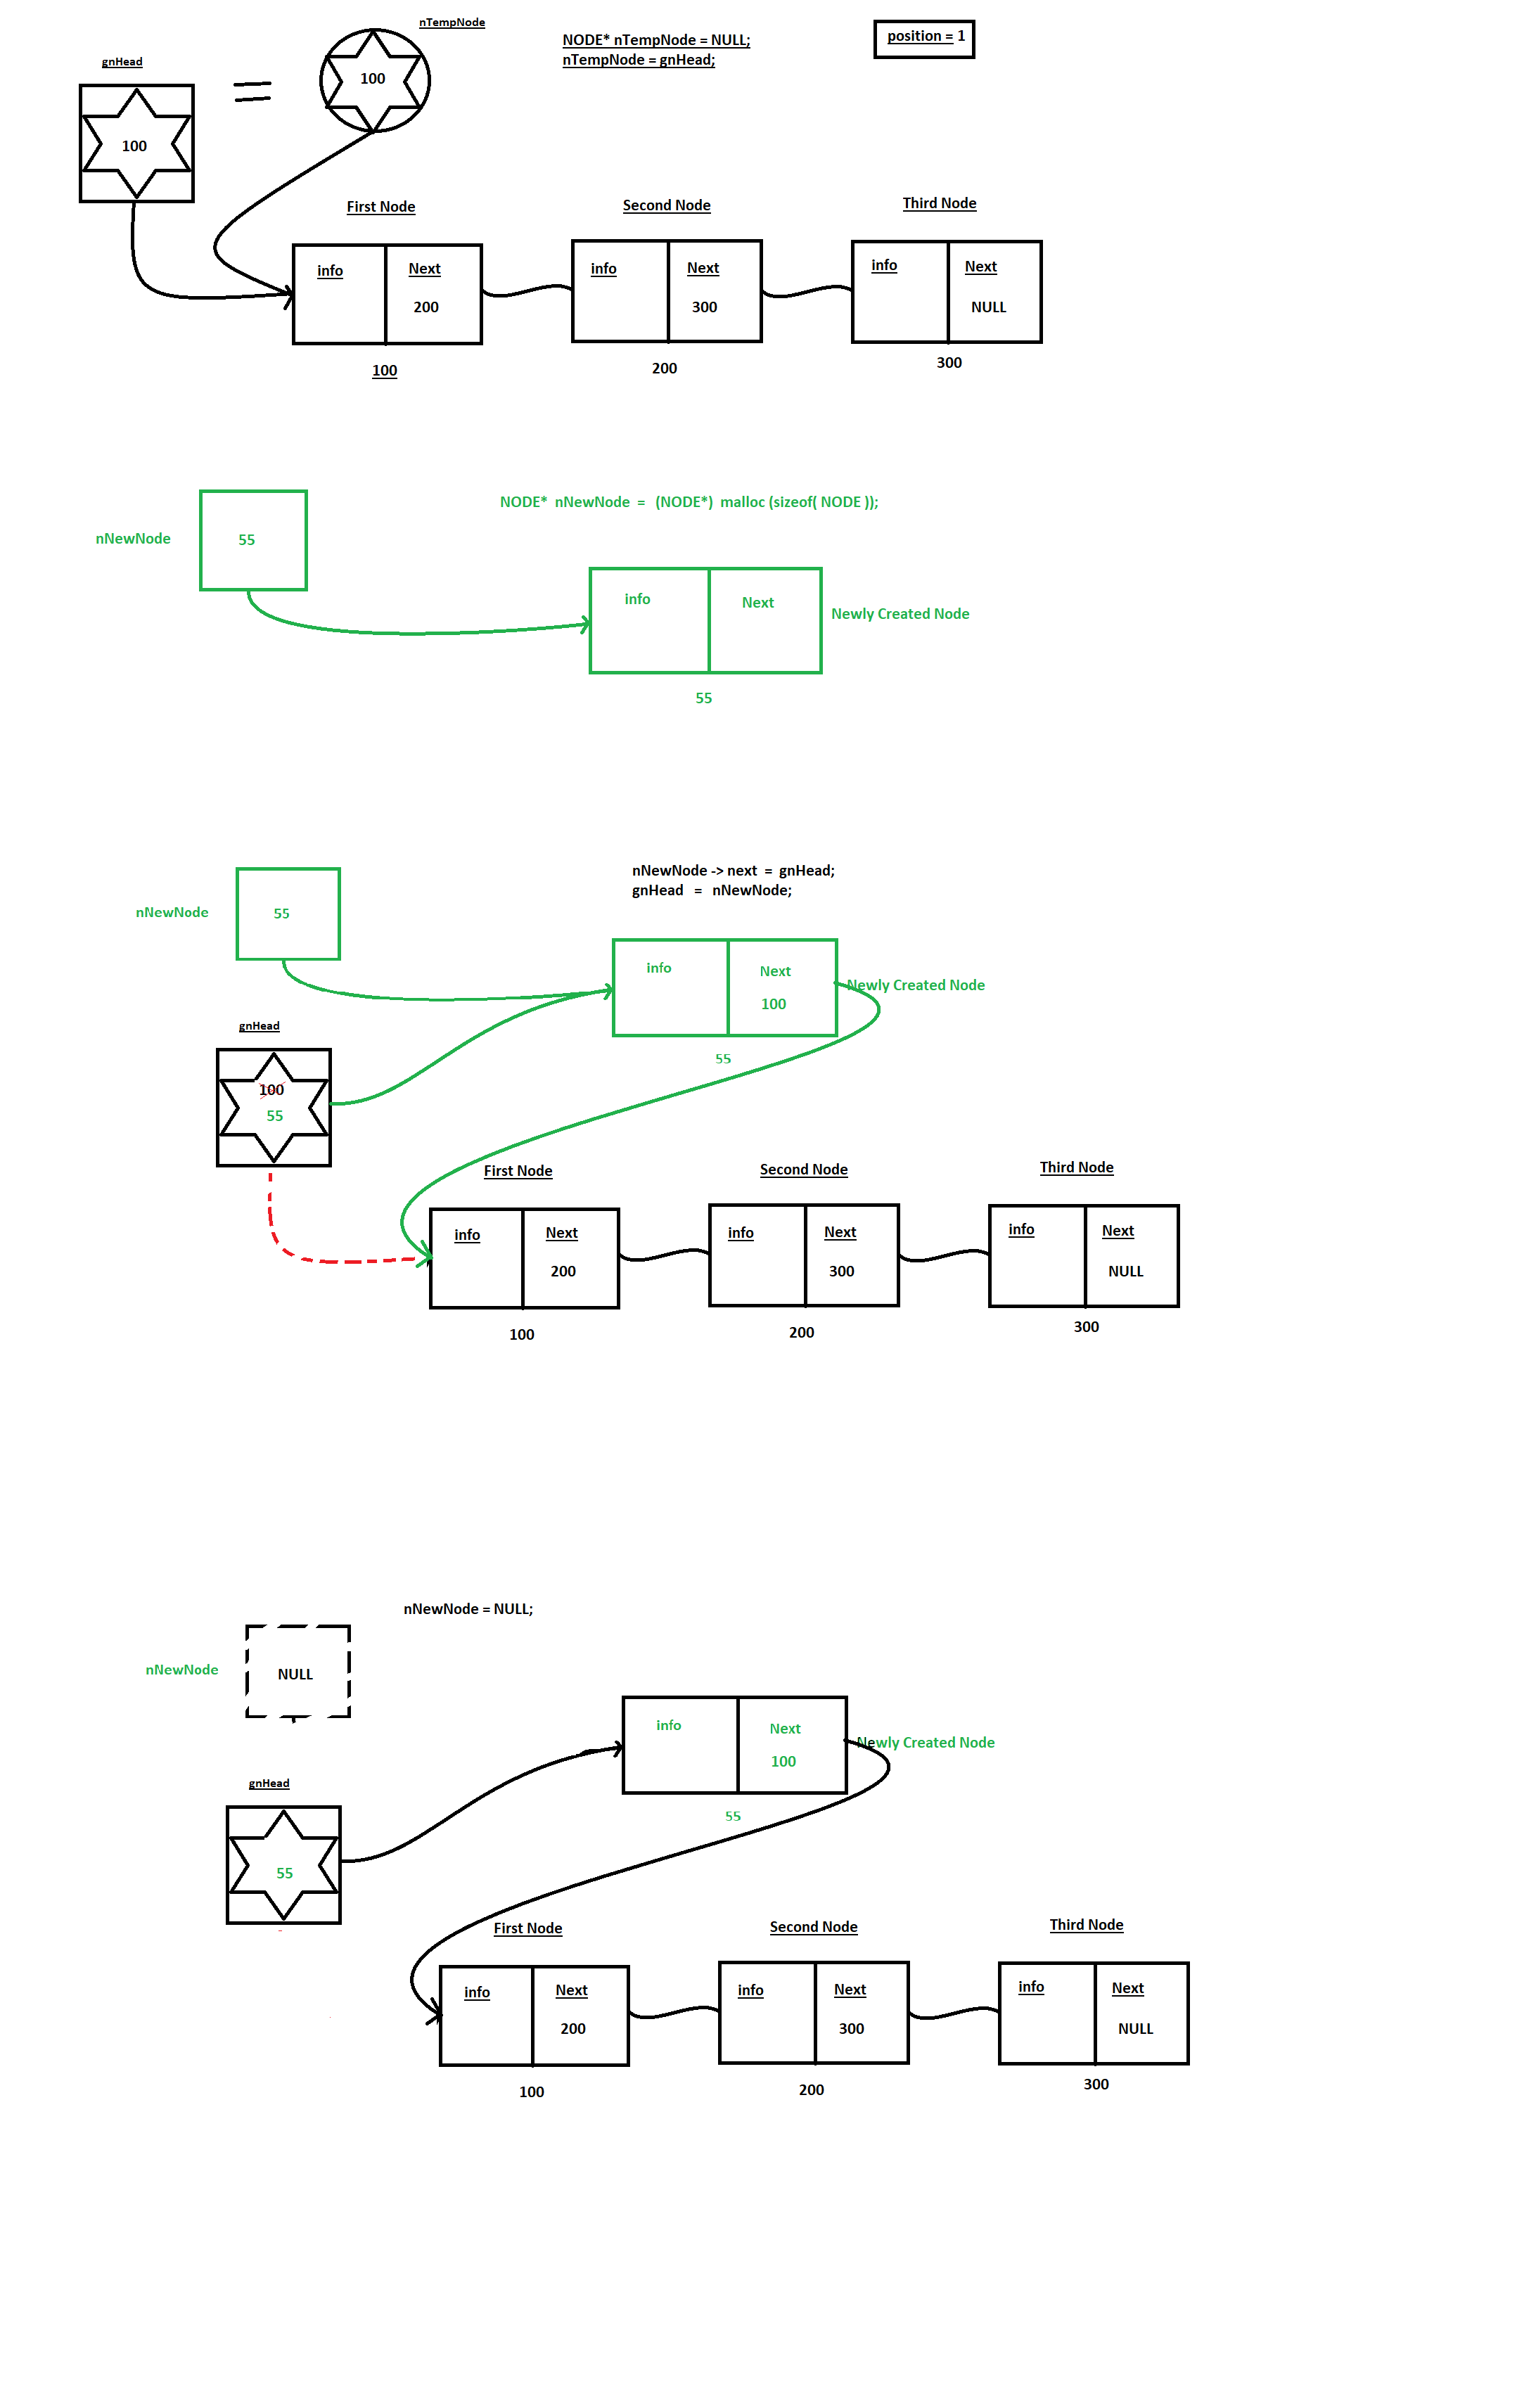 nTempNode
gnHead
NODE* nTempNode = NULL;
nTempNode = gnHead;
position = 1
100
100
First Node
Second Node
Third Node
info
Next
200
info
Next
300
info
Next
NULL
100
200
300
NODE*  nNewNode  =   (NODE*)  malloc (sizeof( NODE ));
nNewNode
55
info
Next
Newly Created Node
55
nNewNode -> next  =  gnHead;
gnHead   =   nNewNode;
nNewNode
55
info
Next
100
Newly Created Node
55
gnHead
100
55
First Node
Second Node
Third Node
info
Next
200
info
Next
300
info
Next
NULL
100
200
300
nNewNode = NULL;
nNewNode
NULL
info
Next
100
Newly Created Node
55
gnHead
55
First Node
Second Node
Third Node
info
Next
200
info
Next
300
info
Next
NULL
100
200
300